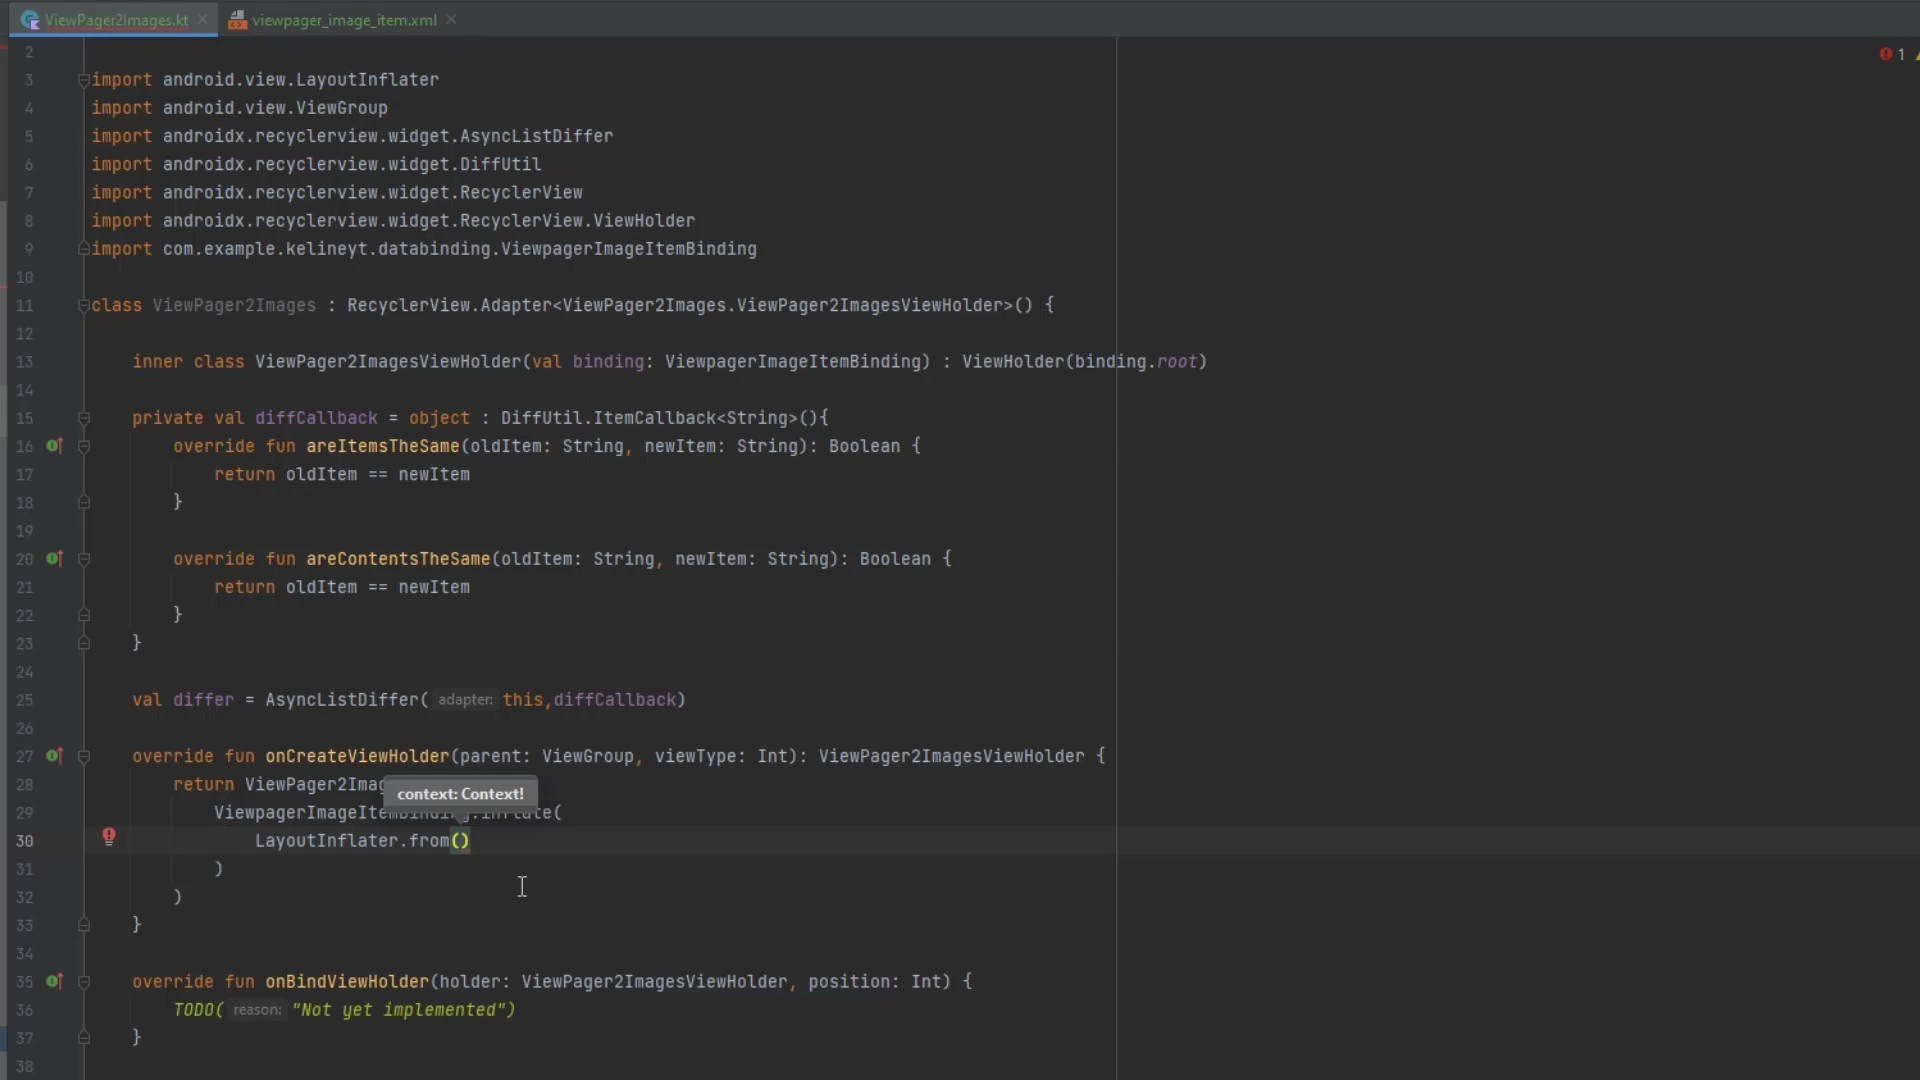 ViewPager2Images.kt viewpager_image_item.xml
2 1
3 import android.view.LayoutInflater
4 import android.view.ViewGroup
5 import androidx.recyclerview.widget.AsyncListDiffer
6 import androidx.recyclerview.widget.DiffUtil
7 import androidx.recyclerview.widget.RecyclerView
8 import androidx.recyclerview.widget.RecyclerView.ViewHolder
9 import com.example.kelineyt.databinding.ViewpagerImageItemBinding
10
11 class ViewPager2Images : RecyclerView.Adapter<ViewPager2Images.ViewPager2ImagesViewHolder>() {
12
13 inner class ViewPager2ImagesViewHolder(val binding: ViewpagerImageItemBinding) : ViewHolder(binding.root)
14
15 private val diffCallback = object : DiffUtil.ItemCallback<String>(){
16 override fun areItemsTheSame(oldItem: String, newItem: String): Boolean {
17 return oldItem == newItem
18 }
19
20 override fun areContentsTheSame(oldItem: String, newItem: String): Boolean {
21 return oldItem == newItem
22 }
23 }
24
25 val differ = AsyncListDiffer( adapter: this,diffCallback)
26
27 override fun onCreateViewHolder(parent: ViewGroup, viewType: Int): ViewPager2ImagesViewHolder {
28 return ViewPager2Imag
context: Context!
29 ViewpagerImageItemBinding.inflate(
30 LayoutInflater.from()
31 )
32 )
33 }
34
35 override fun onBindViewHolder(holder: ViewPager2ImagesViewHolder, position: Int) {
36 TODO( reason: "Not yet implemented")
37 }
38